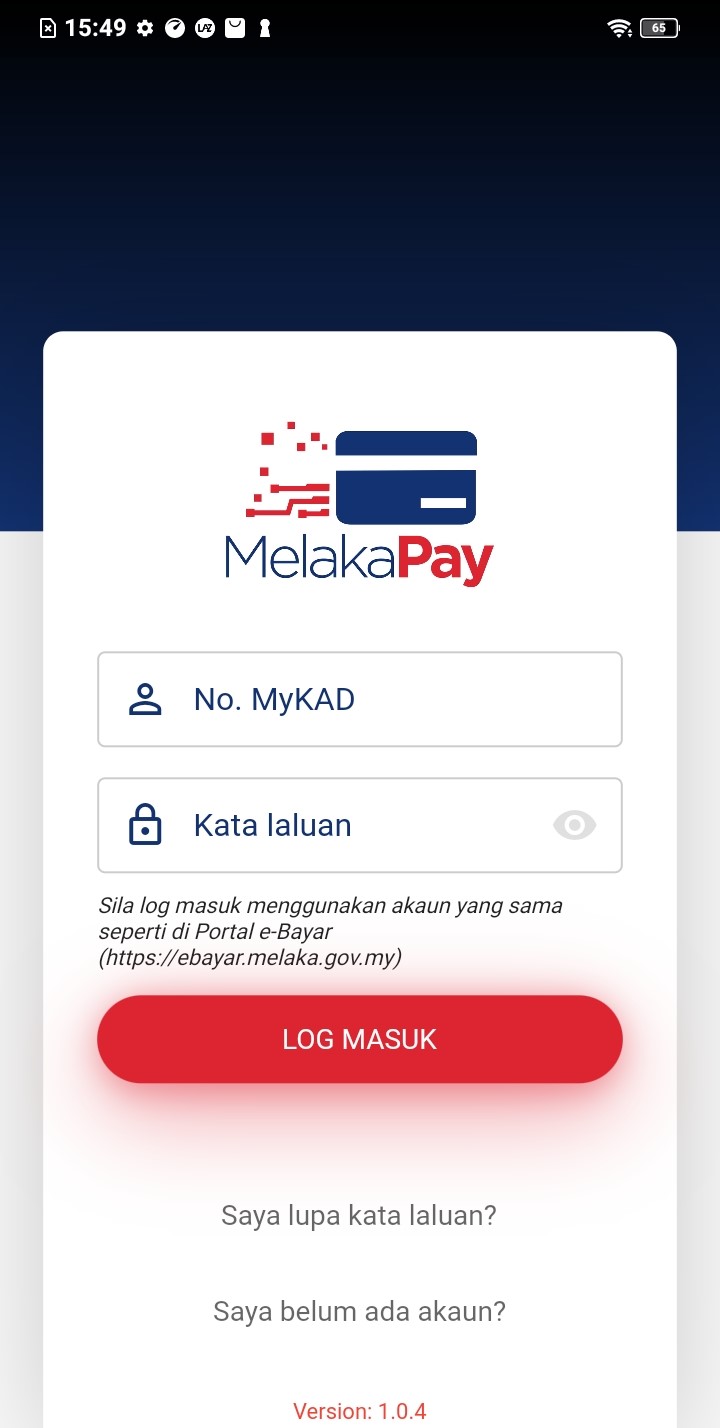 15:49
65
MelakaPay
No. MyKAD
Kata laluan
Sila log masuk menggunakan akaun yang sama
seperti di Portal e-Bayar
(https://ebayar.melaka.gov.my)
LOG MASUK
Saya lupa kata laluan?
Saya belum ada akaun?
Version: 1.0.4